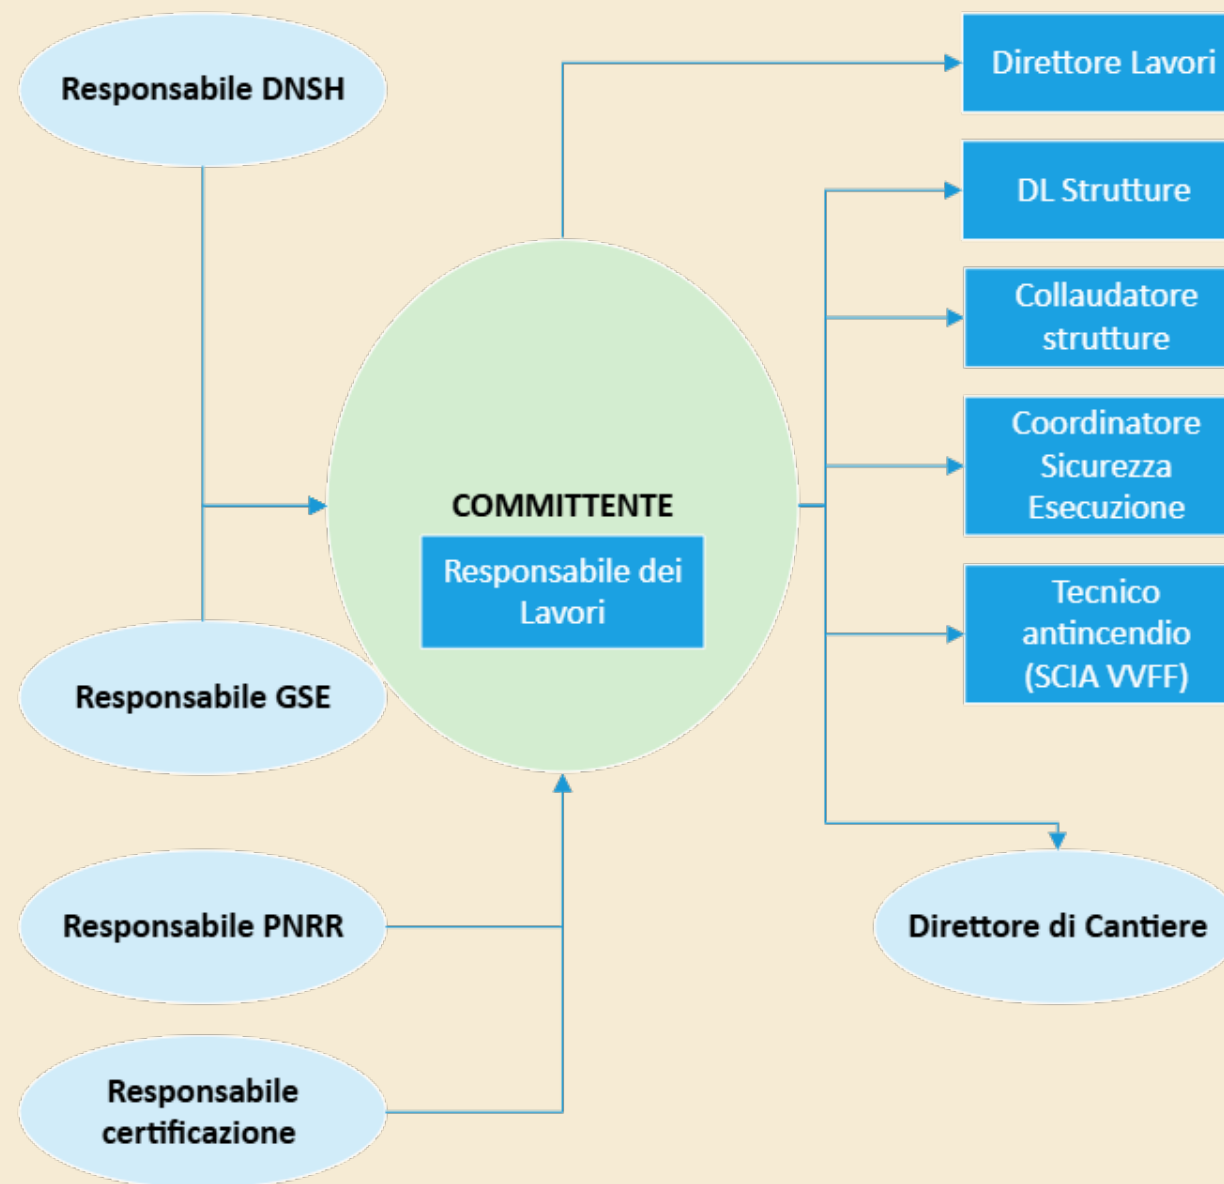 Responsabile DNSH
Direttore Lavori
DL Strutture
Collaudatore
strutture
Coordinatore
Sicurezza
Esecuzione
COMMITTENTE
Responsabile dei
Lavori
Tecnico
antincendio
(SCIA VVFF)
Responsabile GSE
Responsabile PNRR
Direttore di Cantiere
Responsabile
certificazione